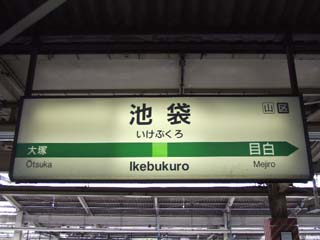 池袋
山 区
いけぶくろ
大塚 目白
Ikebukuro
Ōtsuka Mejiro